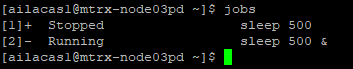 [ailacas1@mtrx-node03pd ~]$ jobs
[1]+  Stopped                 sleep 500
[2]-  Running                 sleep 500 &
[ailacas1@mtrx-node03pd ~]$